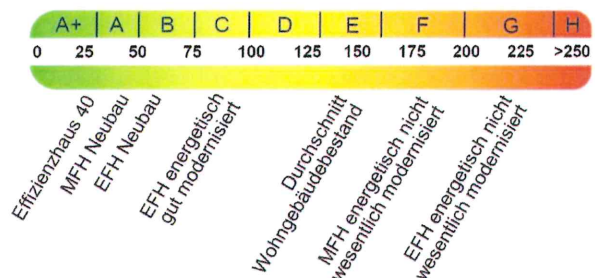 A+ A B C D E F G H
0 25 50 75 100 125 150 175 200 225 >250
Effizienzhaus 40
MFH Neubau
EFH Neubau
EFH energetisch
gut modernisiert
Durchschnitt
Wohngebäudebestand
MFH energetisch nicht
wesentlich modernisiert
EFH energetisch nicht
wesentlich modernisiert